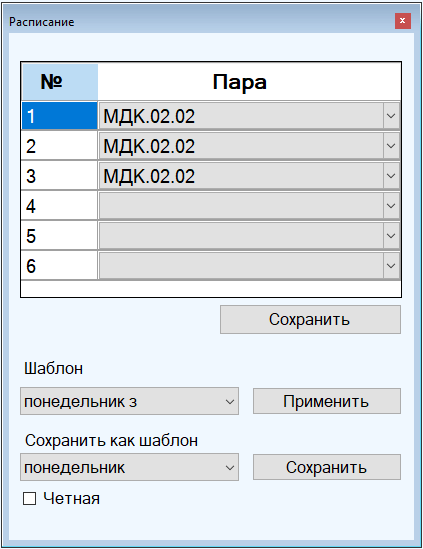 Расписание
№ Пара
1 МДК.02.02
2 МДК.02.02
3 МДК.02.02
4
5
6
Сохранить
Шаблон
понедельник з Применить
Сохранить как шаблон
понедельник Сохранить
Четная